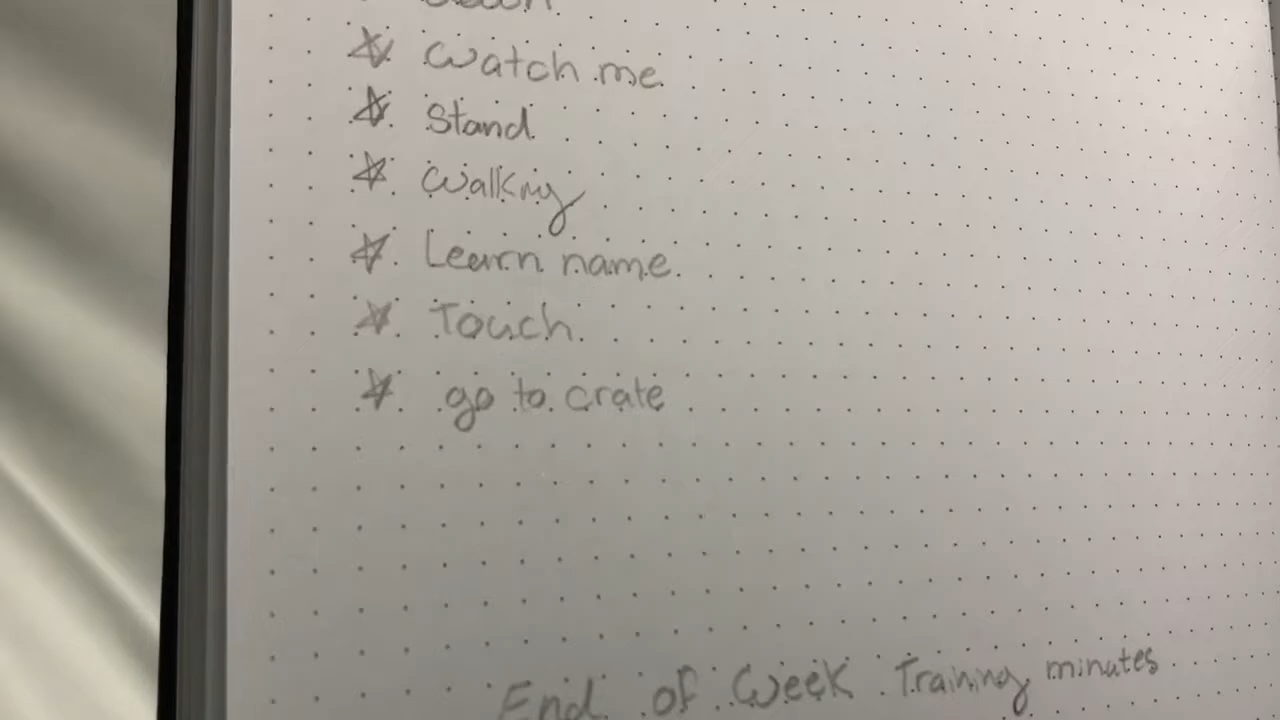 Watch me
Stand
Walking
Learn name
Touch
go to crate
End of Week Training minutes